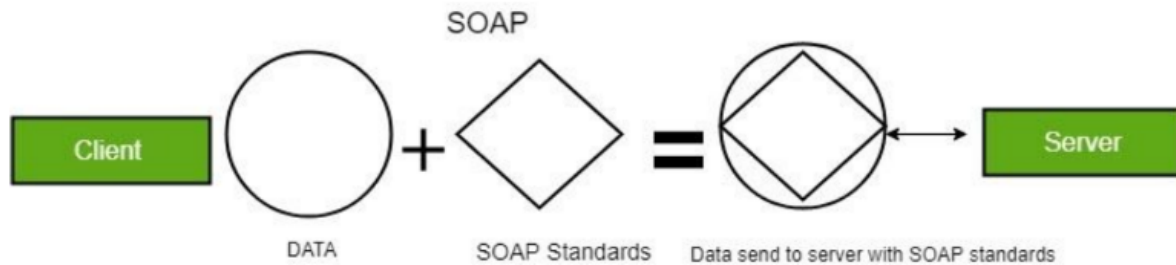 SOAP
Client
Server
DATA
SOAP Standards
Data send to server with SOAP standards